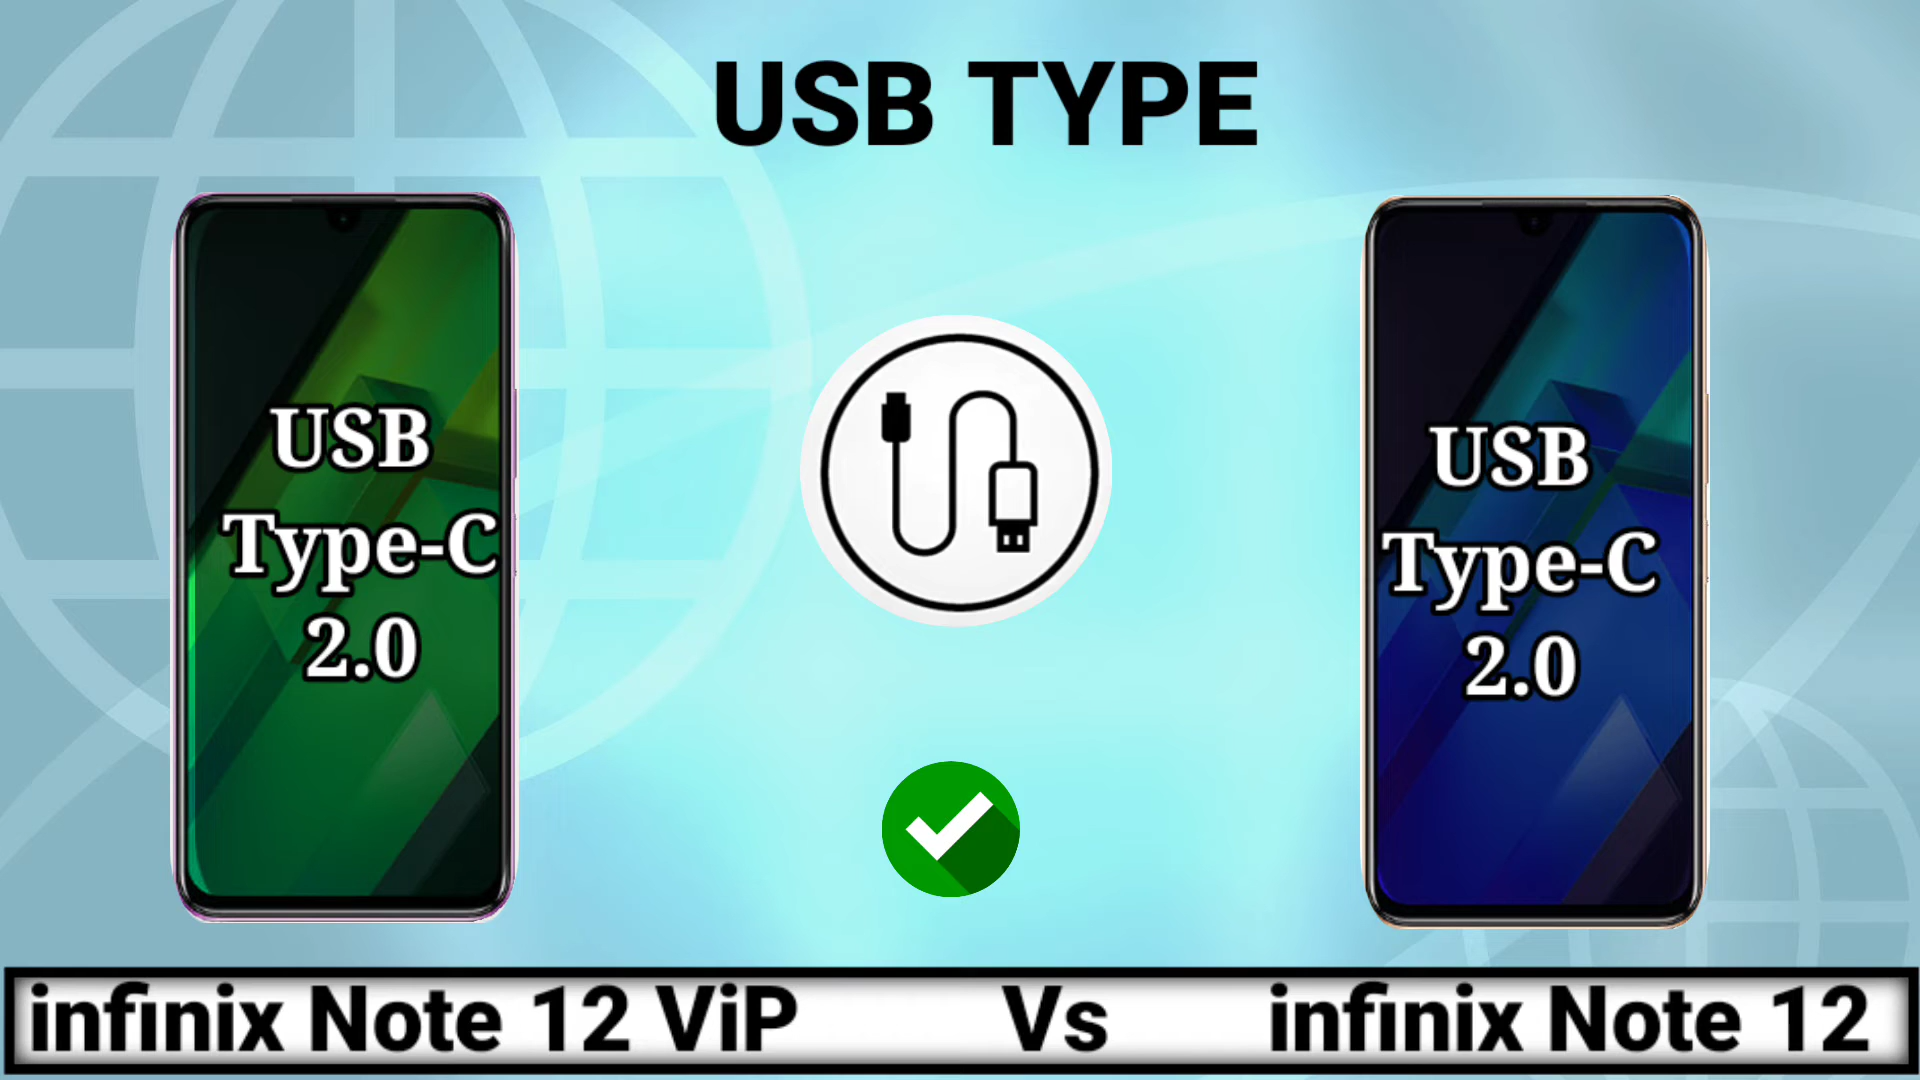 USB TYPE
USB
Type-C
2.0
USB
Type-C
2.0
infinix Note 12 ViP Vs infinix Note 12